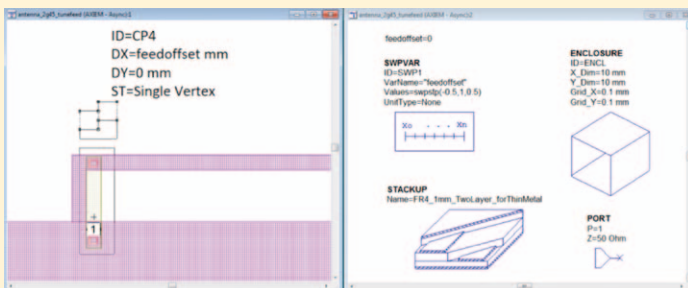 antenna_2g45_tunefeed (AXIEM - Async):1
ID=CP4
DX=feedoffset mm
DY=0 mm
ST=Single Vertex
1
antenna_2g45_tunefeed (AXIEM - Async):2
feedoffset=0
SWPVAR
ID=SWP1
VarName="feedoffset"
Values=swpstp(-0.5,1,0.5)
UnitType=None
Xo . . . Xn
ENCLOSURE
ID=ENCL
X_Dim=10 mm
Y_Dim=10 mm
Grid_X=0.1 mm
Grid_Y=0.1 mm
STACKUP
Name=FR4_1mm_TwoLayer_forThinMetal
PORT
P=1
Z=50 Ohm